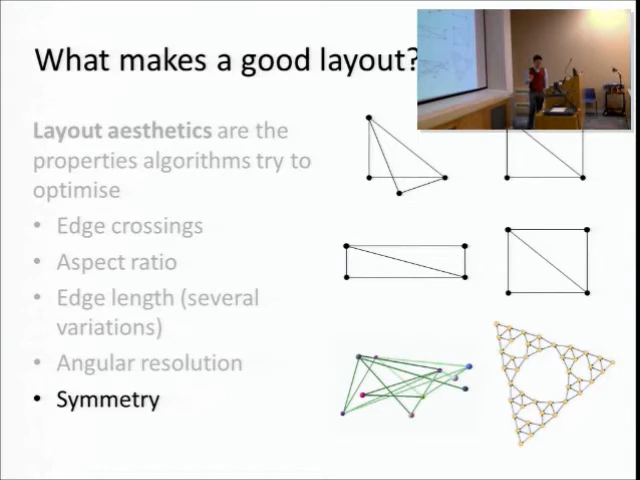 What makes a good layout?
Layout aesthetics are the
properties algorithms try to
optimise
• Edge crossings
• Aspect ratio
• Edge length (several
variations)
• Angular resolution
• Symmetry